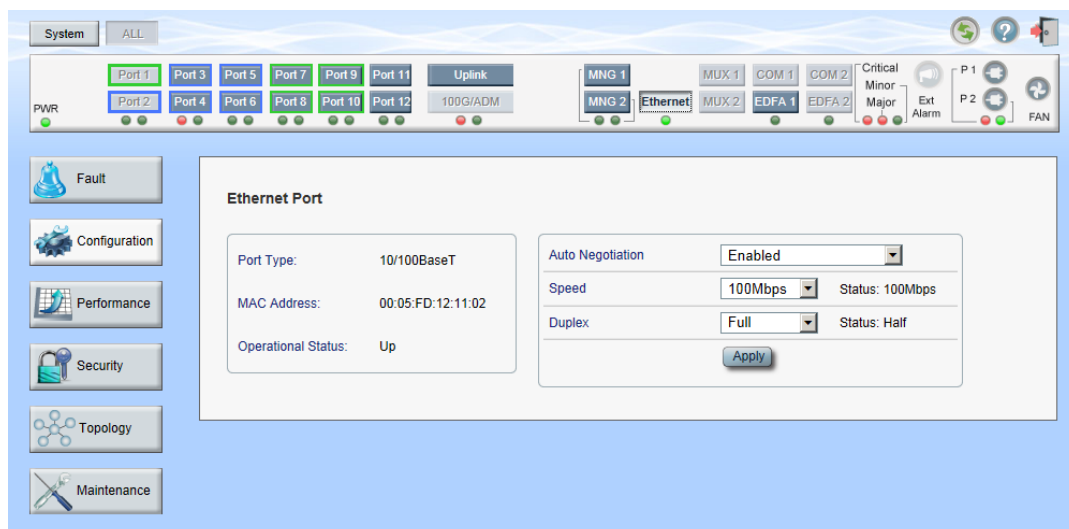 System ALL
Port 1 Port 3 Port 5 Port 7 Port 9 Port 11 Uplink MNG 1 MUX 1 COM 1 COM 2 Critical P 1
Minor
PWR Port 2 Port 4 Port 6 Port 8 Port 10 Port 12 100G/ADM MNG 2 Ethernet MUX 2 EDFA 1 EDFA 2 Major Ext P 2
Alarm FAN
Fault
Ethernet Port
Configuration
Port Type: 10/100BaseT Auto Negotiation Enabled
Speed 100Mbps Status: 100Mbps
Performance MAC Address: 00:05:FD:12:11:02
Duplex Full Status: Half
Operational Status: Up
Apply
Security
Topology
Maintenance